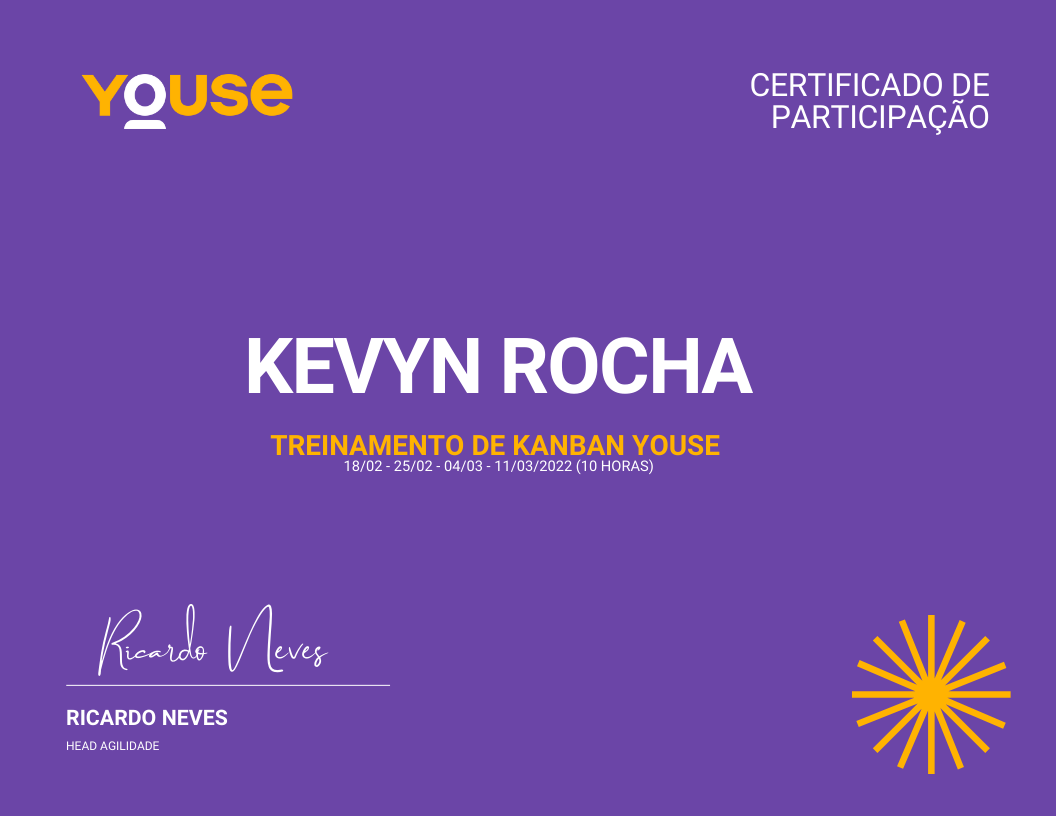 Youse
CERTIFICADO DE
PARTICIPAÇÃO
KEVYN ROCHA
TREINAMENTO DE KANBAN YOUSE
18/02 - 25/02 - 04/03 - 11/03/2022 (10 HORAS)
Ricardo Neves
RICARDO NEVES
HEAD AGILIDADE